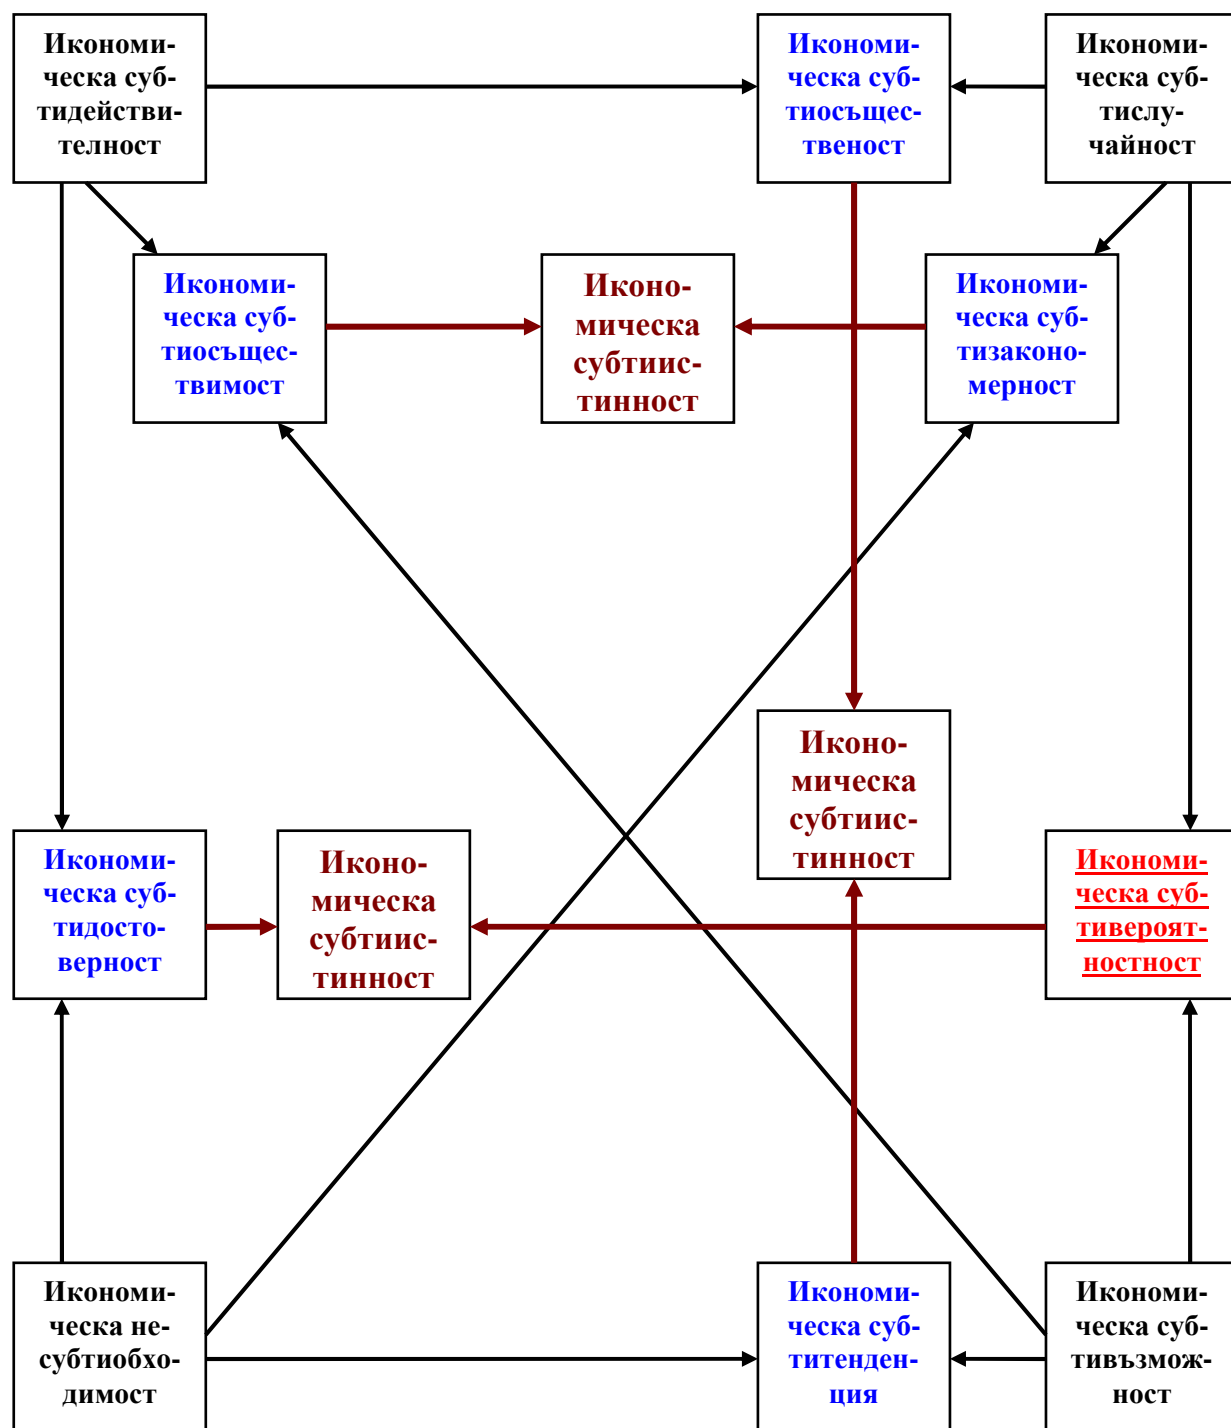 Икономи-
ческа суб-
тидействи-
телност
Икономи-
ческа суб-
тиосъщес-
твеност
Икономи-
ческа суб-
тислу-
чайност
Икономи-
ческа суб-
тиосъщес-
твимост
Иконо-
мическа
субтиис-
тинност
Икономи-
ческа суб-
тизаконо-
мерност
Иконо-
мическа
субтиис-
тинност
Икономи-
ческа суб-
тидосто-
верност
Иконо-
мическа
субтиис-
тинност
Икономи-
ческа суб-
тивероят-
ностност
Икономи-
ческа не-
субтиобхо-
димост
Икономи-
ческа суб-
титенден-
ция
Икономи-
ческа суб-
тивъзмож-
ност